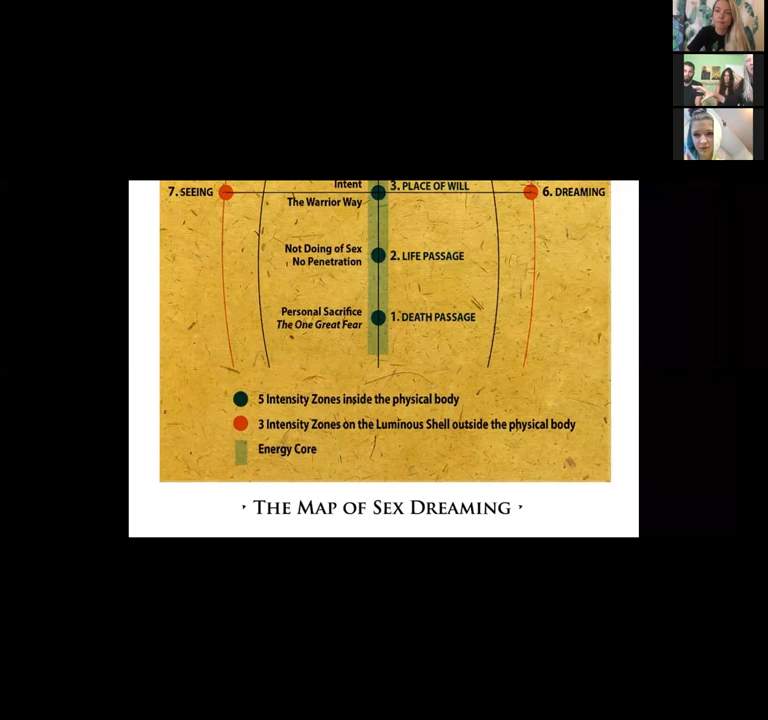 Intent
3. PLACE OF WILL
7. SEEING
6. DREAMING
The Warrior Way
Not Doing of Sex
No Penetration
2. LIFE PASSAGE
Personal Sacrifice
The One Great Fear
1. DEATH PASSAGE
5 Intensity Zones inside the physical body
3 Intensity Zones on the Luminous Shell outside the physical body
Energy Core
THE MAP OF SEX DREAMING